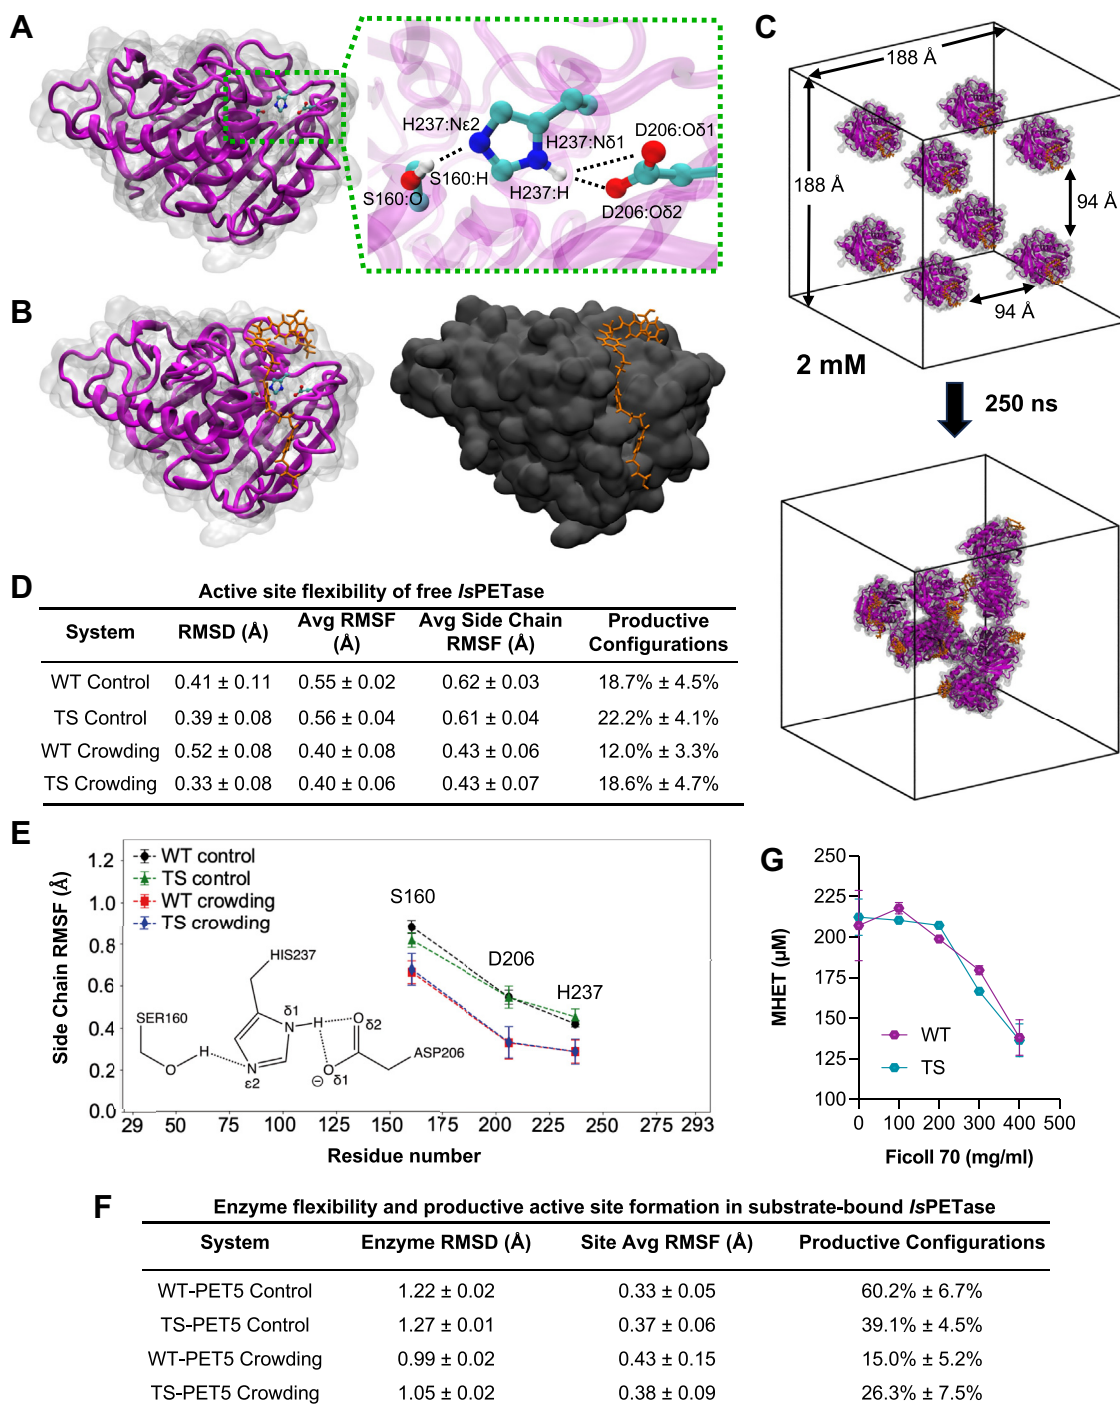 A
H237:Nε2
H237:Nδ1
D206:Oδ1
S160:H
H237:H
S160:O
D206:Oδ2
B
C
188 Å
188 Å
94 Å
94 Å
2 mM
250 ns
D
Active site flexibility of free IsPETase
System RMSD (Å) Avg RMSF (Å) Avg Side Chain RMSF (Å) Productive Configurations
WT Control 0.41 ± 0.11 0.55 ± 0.02 0.62 ± 0.03 18.7% ± 4.5%
TS Control 0.39 ± 0.08 0.56 ± 0.04 0.61 ± 0.04 22.2% ± 4.1%
WT Crowding 0.52 ± 0.08 0.40 ± 0.08 0.43 ± 0.06 12.0% ± 3.3%
TS Crowding 0.33 ± 0.08 0.40 ± 0.06 0.43 ± 0.07 18.6% ± 4.7%
E
Side Chain RMSF (Å)
1.2
1.0
0.8
0.6
0.4
0.2
0.0
WT control
TS control
WT crowding
TS crowding
S160
D206
H237
HIS237
SER160
ASP206
δ1
H
δ2
O
N
H
O
N
ε2
O
δ1
⊖
29 50 75 100 125 150 175 200 225 250 275 293
Residue number
G
MHET (µM)
250
225
200
175
150
125
100
WT
TS
0 100 200 300 400 500
Ficoll 70 (mg/ml)
F
Enzyme flexibility and productive active site formation in substrate-bound IsPETase
System Enzyme RMSD (Å) Site Avg RMSF (Å) Productive Configurations
WT-PET5 Control 1.22 ± 0.02 0.33 ± 0.05 60.2% ± 6.7%
TS-PET5 Control 1.27 ± 0.01 0.37 ± 0.06 39.1% ± 4.5%
WT-PET5 Crowding 0.99 ± 0.02 0.43 ± 0.15 15.0% ± 5.2%
TS-PET5 Crowding 1.05 ± 0.02 0.38 ± 0.09 26.3% ± 7.5%